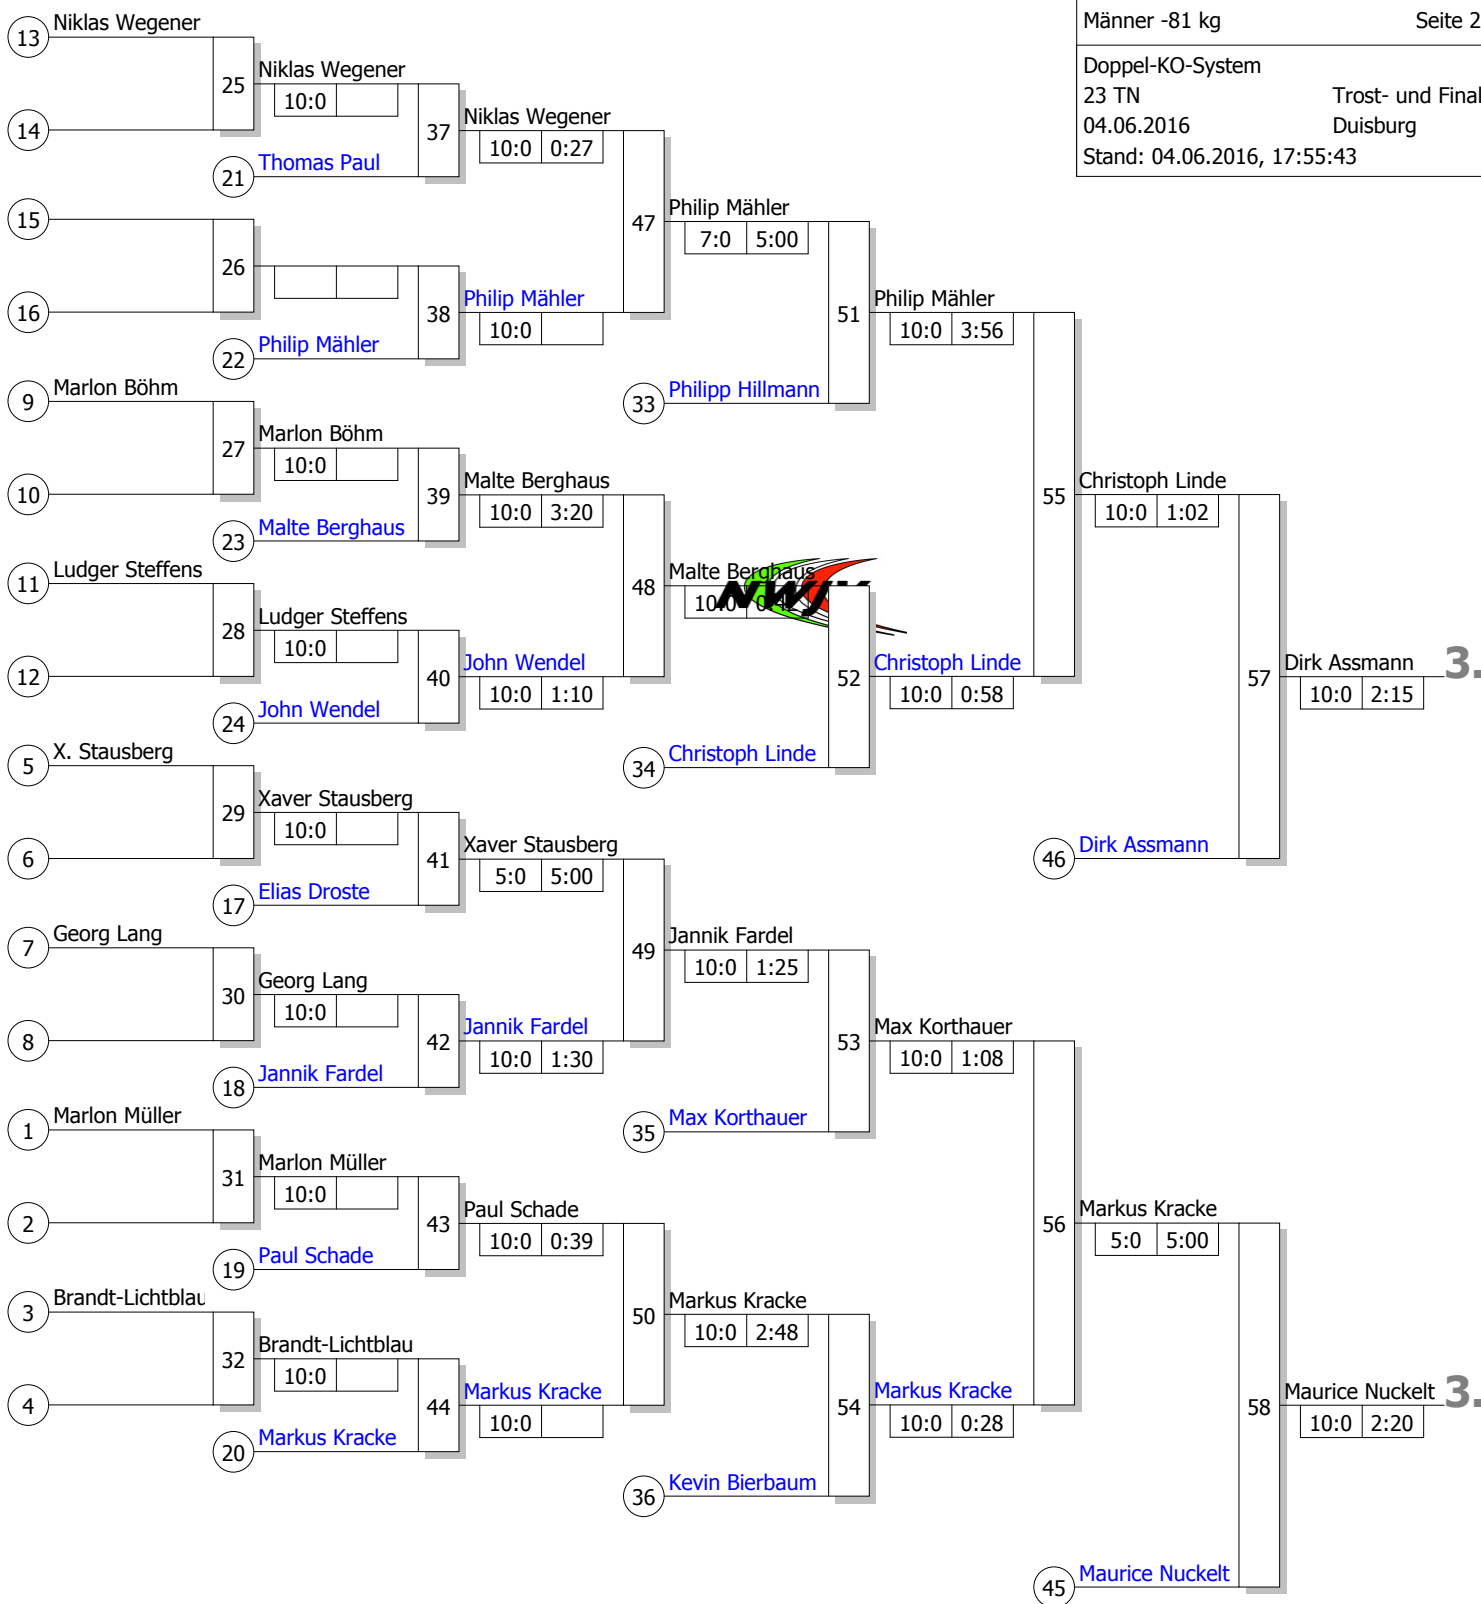 Männer -81 kg Seite 2
Doppel-KO-System
23 TN Trost- und Final
04.06.2016 Duisburg
Stand: 04.06.2016, 17:55:43
13 Niklas Wegener
14
25 Niklas Wegener
10:0
21 Thomas Paul
37 Niklas Wegener
10:0 0:27
15
16
26
22 Philip Mähler
38 Philip Mähler
10:0
47 Philip Mähler
7:0 5:00
33 Philipp Hillmann
51 Philip Mähler
10:0 3:56
9 Marlon Böhm
10
27 Marlon Böhm
10:0
23 Malte Berghaus
39 Malte Berghaus
10:0 3:20
11 Ludger Steffens
12
28 Ludger Steffens
10:0
24 John Wendel
40 John Wendel
10:0 1:10
48 Malte Berghaus
10:0
34 Christoph Linde
52 Christoph Linde
10:0 0:58
55 Christoph Linde
10:0 1:02
46 Dirk Assmann
57 Dirk Assmann 3.
10:0 2:15
5 X. Stausberg
6
29 Xaver Stausberg
10:0
17 Elias Droste
41 Xaver Stausberg
5:0 5:00
7 Georg Lang
8
30 Georg Lang
10:0
18 Jannik Fardel
42 Jannik Fardel
10:0 1:30
49 Jannik Fardel
10:0 1:25
35 Max Korthauer
53 Max Korthauer
10:0 1:08
1 Marlon Müller
2
31 Marlon Müller
10:0
19 Paul Schade
43 Paul Schade
10:0 0:39
3 Brandt-Lichtblau
4
32 Brandt-Lichtblau
10:0
20 Markus Kracke
44 Markus Kracke
10:0
50 Markus Kracke
10:0 2:48
36 Kevin Bierbaum
54 Markus Kracke
10:0 0:28
56 Markus Kracke
5:0 5:00
45 Maurice Nuckelt
58 Maurice Nuckelt 3.
10:0 2:20